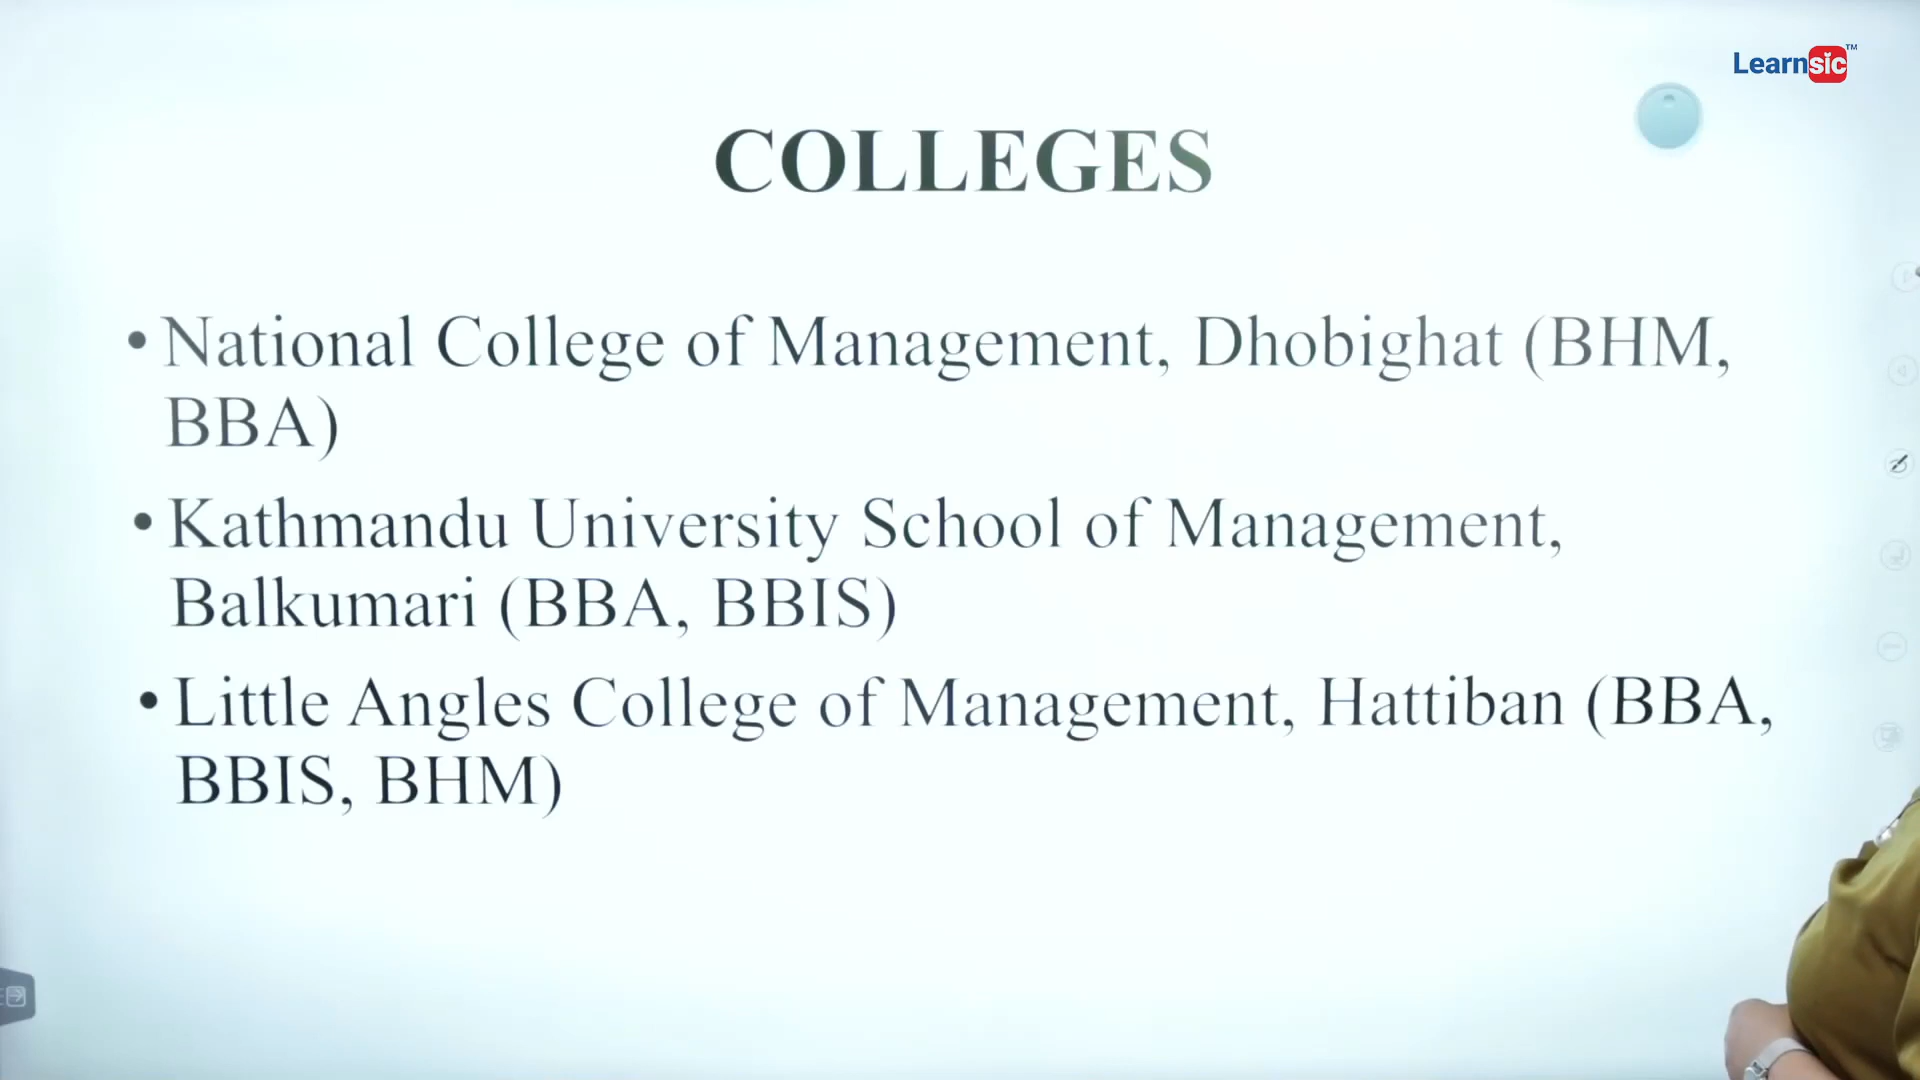 Learnsic™
COLLEGES
• National College of Management, Dhobighat (BHM,
BBA)
• Kathmandu University School of Management,
Balkumari (BBA, BBIS)
• Little Angles College of Management, Hattiban (BBA,
BBIS, BHM)